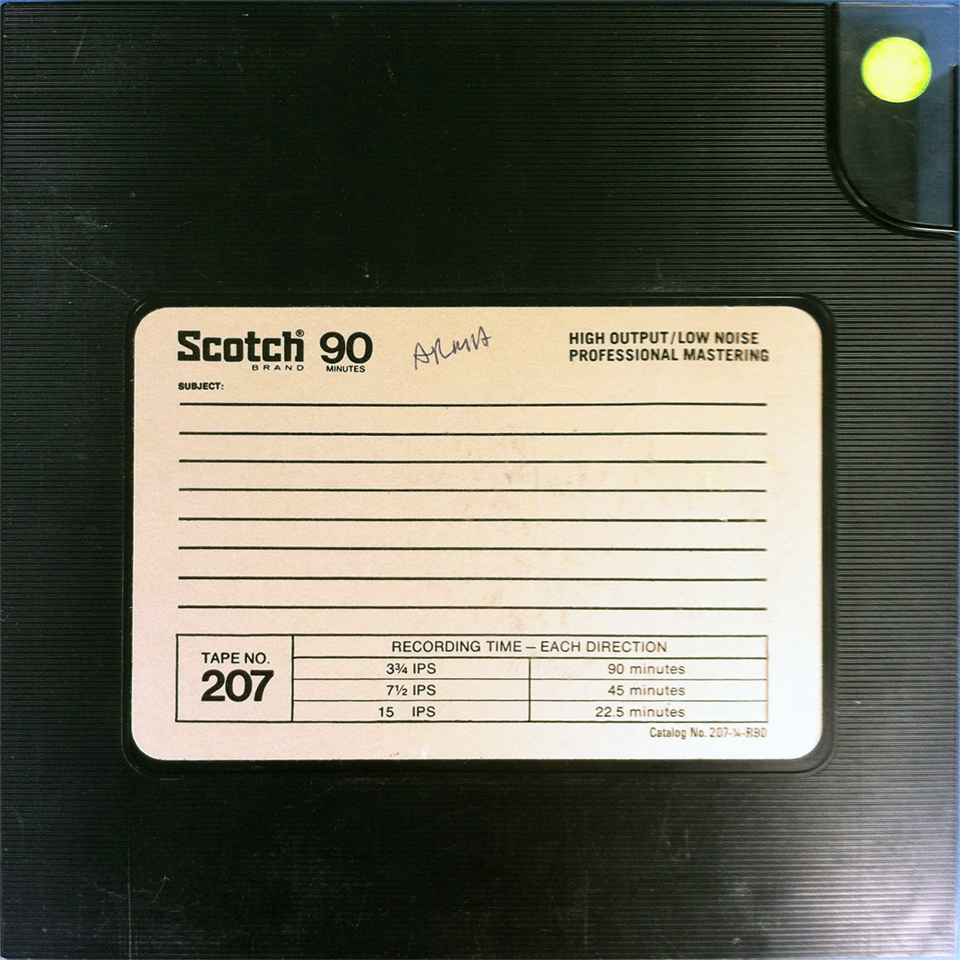 Scotch® 90
BRAND MINUTES
HIGH OUTPUT/LOW NOISE
PROFESSIONAL MASTERING
SUBJECT:
TAPE NO.
207
RECORDING TIME – EACH DIRECTION
3¾ IPS 90 minutes
7½ IPS 45 minutes
15 IPS 22.5 minutes
Catalog No. 207-¼-R90